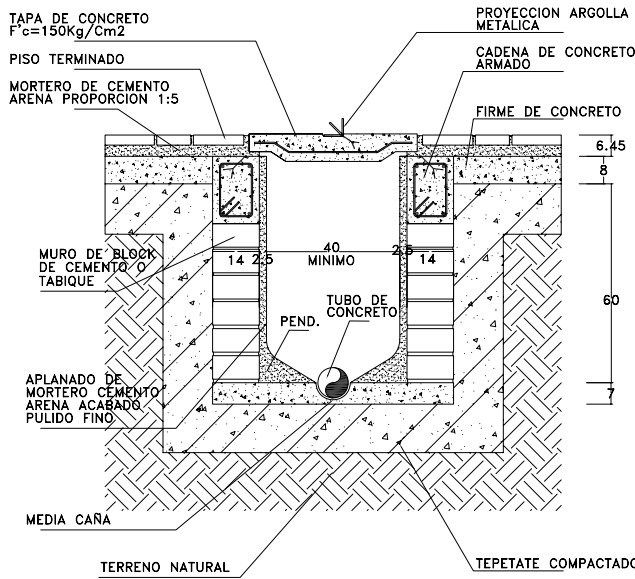 TAPA DE CONCRETO
F'c=150Kg/Cm2
PISO TERMINADO
MORTERO DE CEMENTO
ARENA PROPORCION 1:5
PROYECCION ARGOLLA
METALICA
CADENA DE CONCRETO
ARMADO
FIRME DE CONCRETO
6.45
8
MURO DE BLOCK
DE CEMENTO O
TABIQUE
14 2.5
40
MINIMO
2.5 14
60
TUBO DE
CONCRETO
PEND.
APLANADO DE
MORTERO CEMENTO
ARENA ACABADO
PULIDO FINO
7
MEDIA CAÑA
TERRENO NATURAL
TEPETATE COMPACTADO